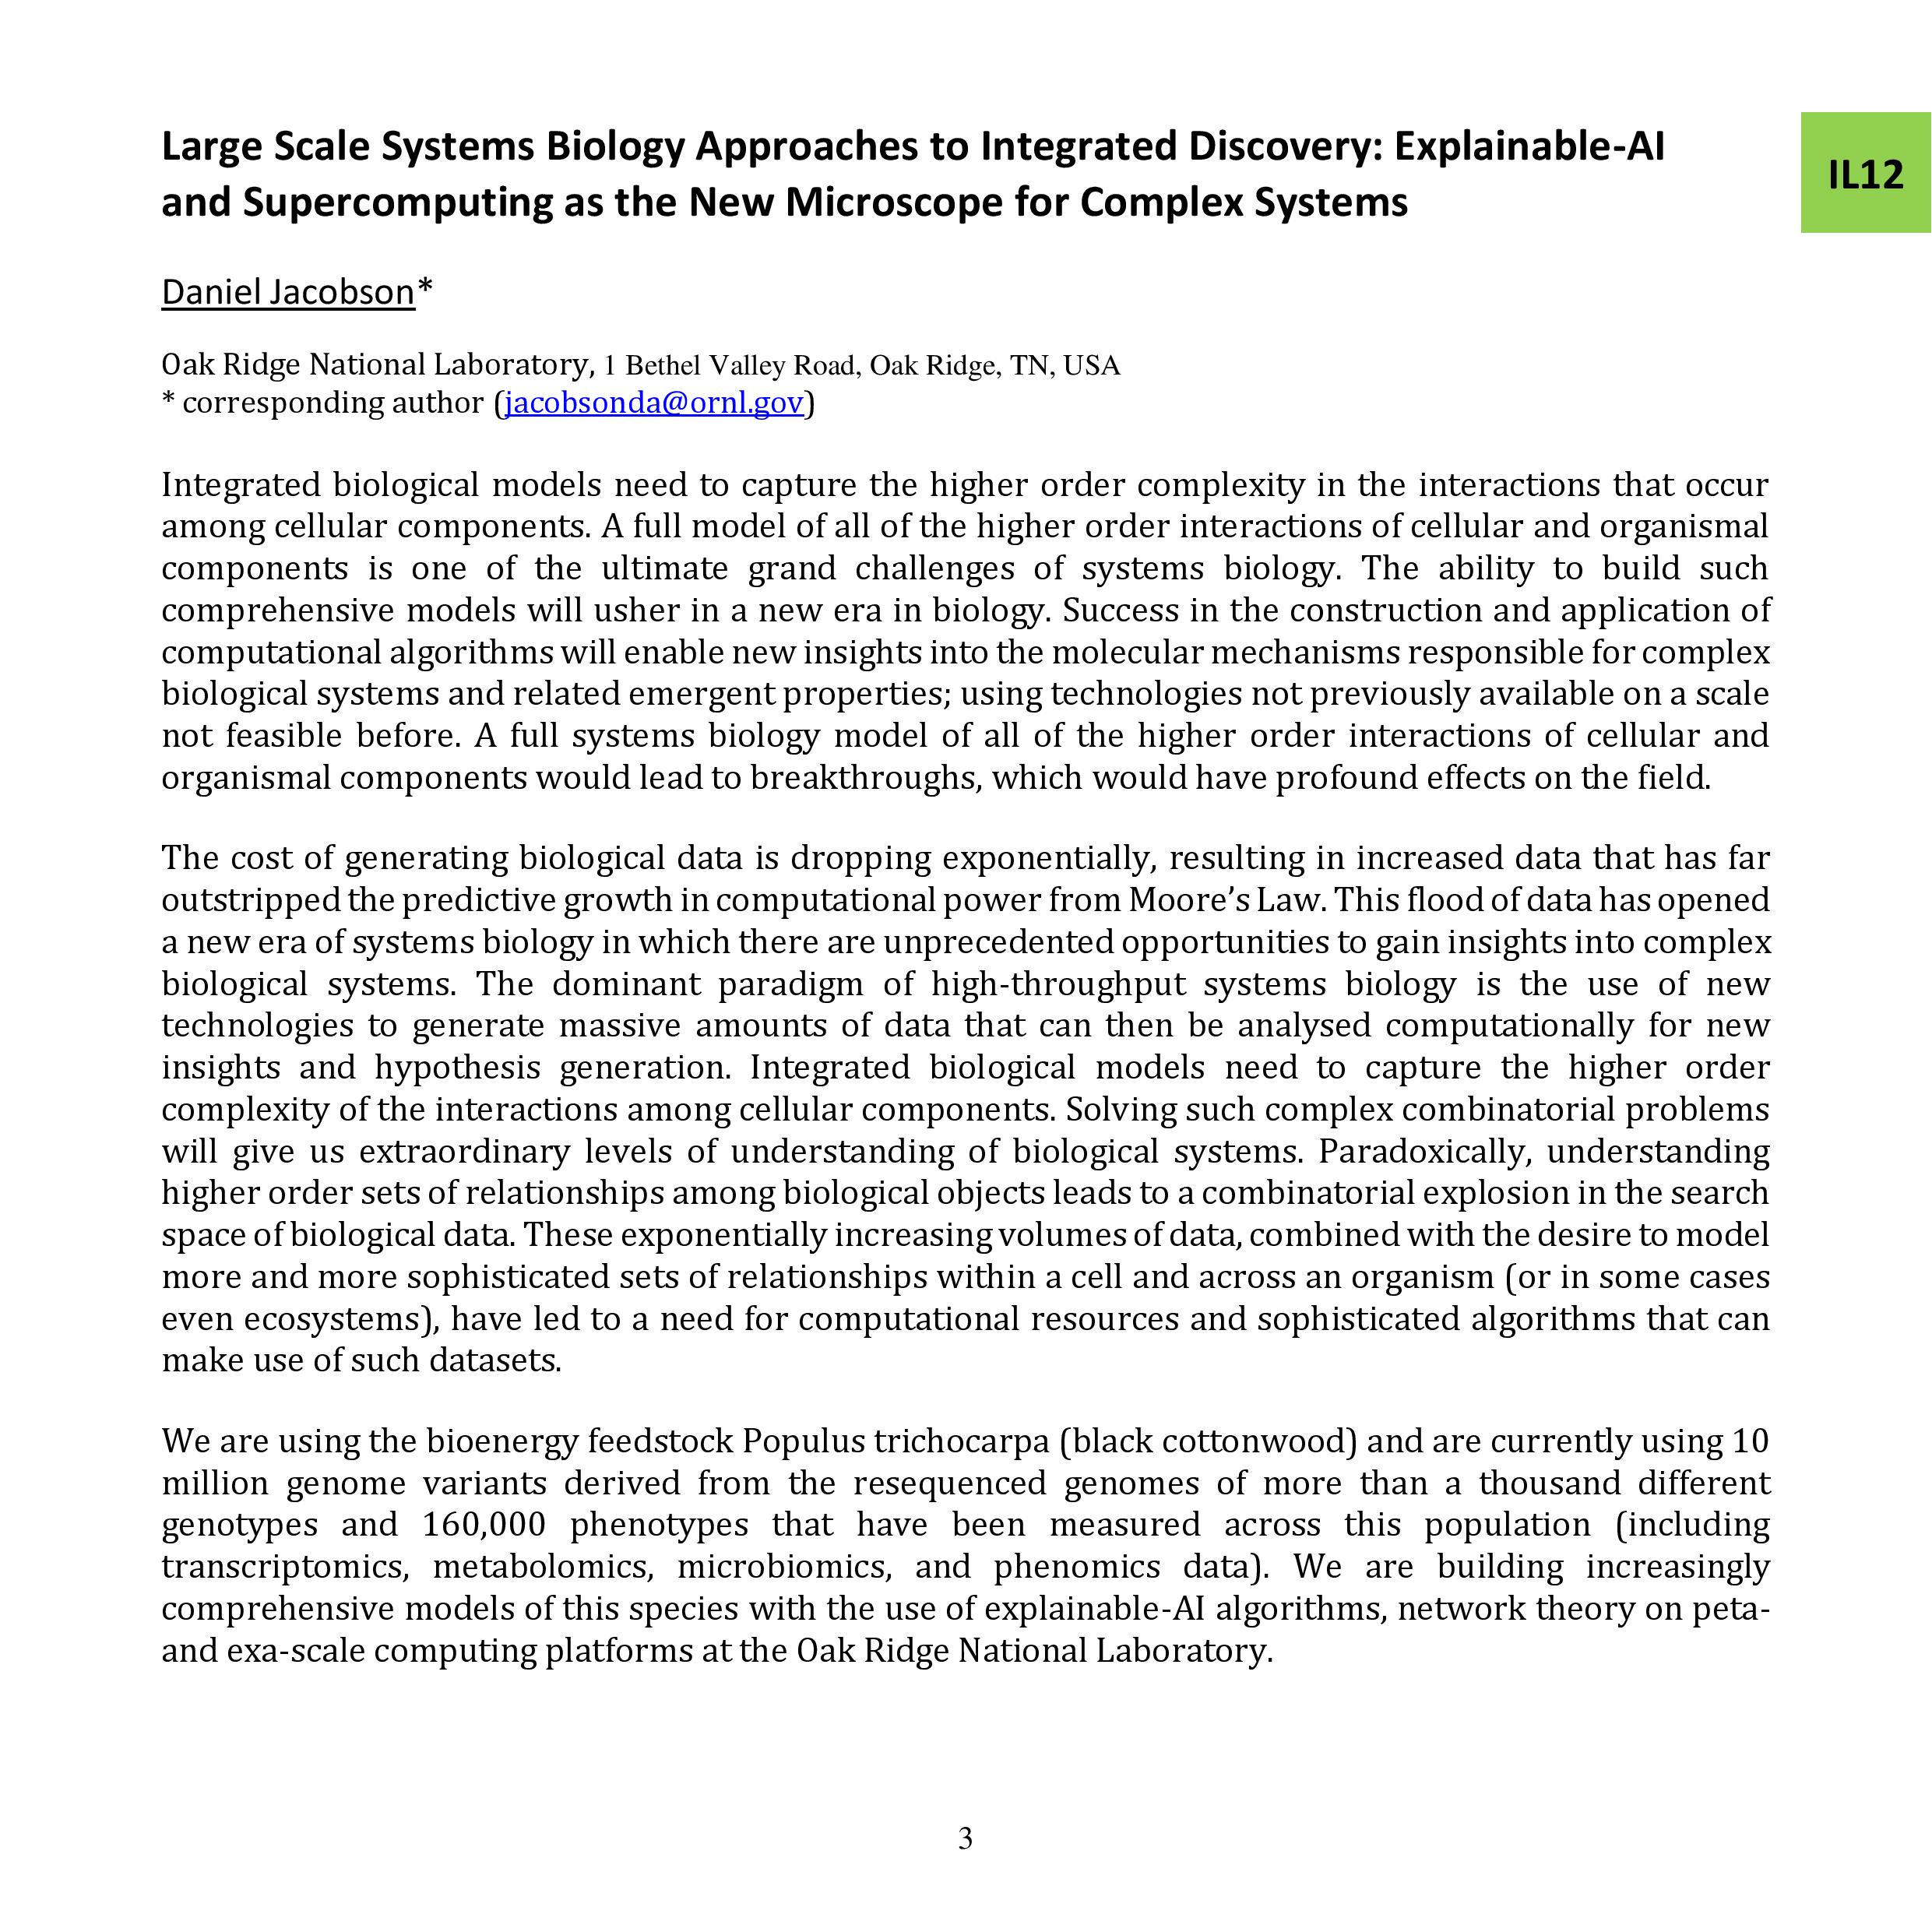 Large Scale Systems Biology Approaches to Integrated Discovery: Explainable-AI
and Supercomputing as the New Microscope for Complex Systems
IL12
Daniel Jacobson*
Oak Ridge National Laboratory, 1 Bethel Valley Road, Oak Ridge, TN, USA
* corresponding author (jacobsonda@ornl.gov)
Integrated biological models need to capture the higher order complexity in the interactions that occur
among cellular components. A full model of all of the higher order interactions of cellular and organismal
components is one of the ultimate grand challenges of systems biology. The ability to build such
comprehensive models will usher in a new era in biology. Success in the construction and application of
computational algorithms will enable new insights into the molecular mechanisms responsible for complex
biological systems and related emergent properties; using technologies not previously available on a scale
not feasible before. A full systems biology model of all of the higher order interactions of cellular and
organismal components would lead to breakthroughs, which would have profound effects on the field.
The cost of generating biological data is dropping exponentially, resulting in increased data that has far
outstripped the predictive growth in computational power from Moore’s Law. This flood of data has opened
a new era of systems biology in which there are unprecedented opportunities to gain insights into complex
biological systems. The dominant paradigm of high-throughput systems biology is the use of new
technologies to generate massive amounts of data that can then be analysed computationally for new
insights and hypothesis generation. Integrated biological models need to capture the higher order
complexity of the interactions among cellular components. Solving such complex combinatorial problems
will give us extraordinary levels of understanding of biological systems. Paradoxically, understanding
higher order sets of relationships among biological objects leads to a combinatorial explosion in the search
space of biological data. These exponentially increasing volumes of data, combined with the desire to model
more and more sophisticated sets of relationships within a cell and across an organism (or in some cases
even ecosystems), have led to a need for computational resources and sophisticated algorithms that can
make use of such datasets.
We are using the bioenergy feedstock Populus trichocarpa (black cottonwood) and are currently using 10
million genome variants derived from the resequenced genomes of more than a thousand different
genotypes and 160,000 phenotypes that have been measured across this population (including
transcriptomics, metabolomics, microbiomics, and phenomics data). We are building increasingly
comprehensive models of this species with the use of explainable-AI algorithms, network theory on peta-
and exa-scale computing platforms at the Oak Ridge National Laboratory.
3